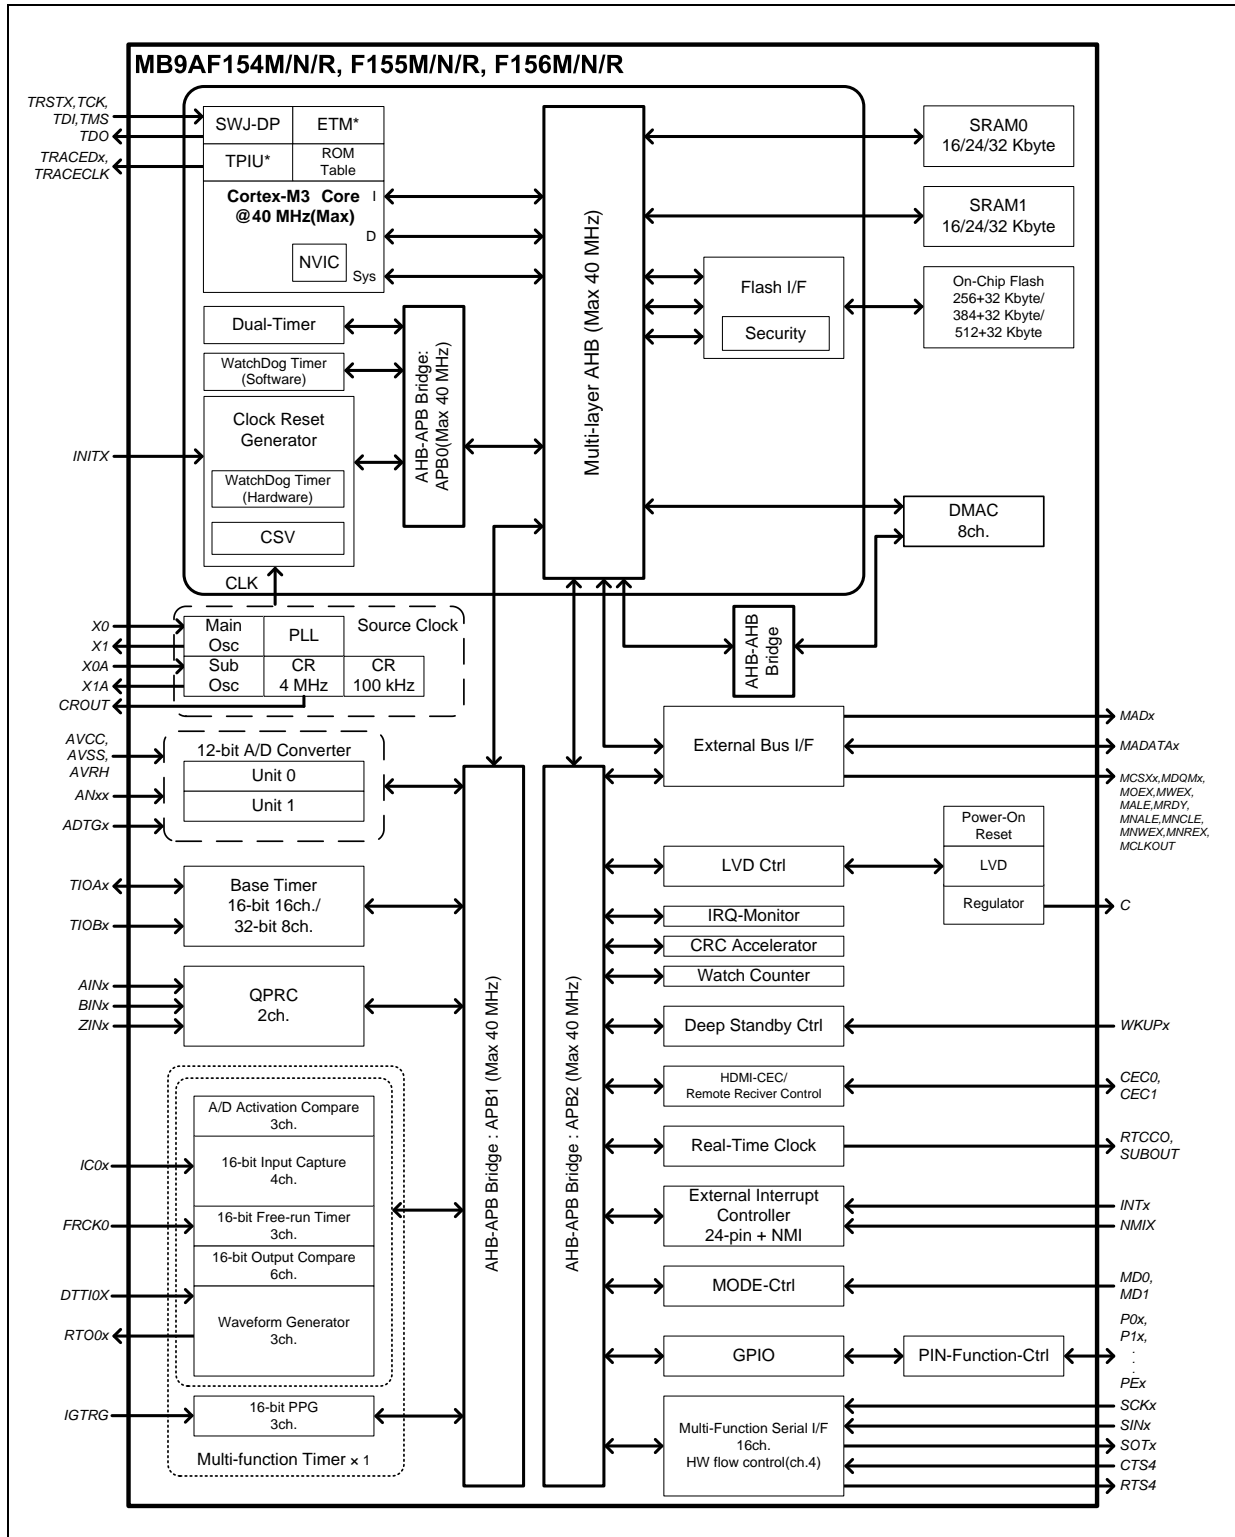 MB9AF154M/N/R, F155M/N/R, F156M/N/R
TRSTX,TCK,
TDI,TMS
TDO
TRACEDx,
TRACECLK
SWJ-DP
ETM*
TPIU*
ROM
Table
Cortex-M3 Core
@40 MHz(Max)
I
D
Sys
NVIC
Multi-layer AHB (Max 40 MHz)
SRAM0
16/24/32 Kbyte
SRAM1
16/24/32 Kbyte
Flash I/F
Security
On-Chip Flash
256+32 Kbyte/
384+32 Kbyte/
512+32 Kbyte
Dual-Timer
WatchDog Timer
(Software)
AHB-APB Bridge:
APB0(Max 40 MHz)
INITX
Clock Reset
Generator
WatchDog Timer
(Hardware)
CSV
CLK
DMAC
8ch.
AHB-AHB
Bridge
X0
X1
X0A
X1A
CROUT
Main
Osc
PLL
Source Clock
Sub
Osc
CR
4 MHz
CR
100 kHz
AVCC,
AVSS,
AVRH
ANxx
ADTGx
12-bit A/D Converter
Unit 0
Unit 1
TIOAx
TIOBx
Base Timer
16-bit 16ch./
32-bit 8ch.
AINx
BINx
ZINx
QPRC
2ch.
AHB-APB Bridge : APB1 (Max 40 MHz)
AHB-APB Bridge : APB2 (Max 40 MHz)
IC0x
FRCK0
DTTI0X
RTO0x
IGTRG
A/D Activation Compare
3ch.
16-bit Input Capture
4ch.
16-bit Free-run Timer
3ch.
16-bit Output Compare
6ch.
Waveform Generator
3ch.
16-bit PPG
3ch.
Multi-function Timer × 1
External Bus I/F
MADx
MADATAx
MCSXx,MDQMx,
MOEX,MWEX,
MALE,MRDY,
MNALE,MNCLE,
MNWEX,MNREX,
MCLKOUT
LVD Ctrl
Power-On
Reset
LVD
Regulator
C
IRQ-Monitor
CRC Accelerator
Watch Counter
Deep Standby Ctrl
WKUPx
HDMI-CEC/
Remote Reciver Control
CEC0,
CEC1
Real-Time Clock
RTCCO,
SUBOUT
External Interrupt
Controller
24-pin + NMI
INTx
NMIX
MODE-Ctrl
MD0,
MD1
GPIO
PIN-Function-Ctrl
P0x,
P1x,
.
.
PEx
Multi-Function Serial I/F
16ch.
HW flow control(ch.4)
SCKx
SINx
SOTx
CTS4
RTS4